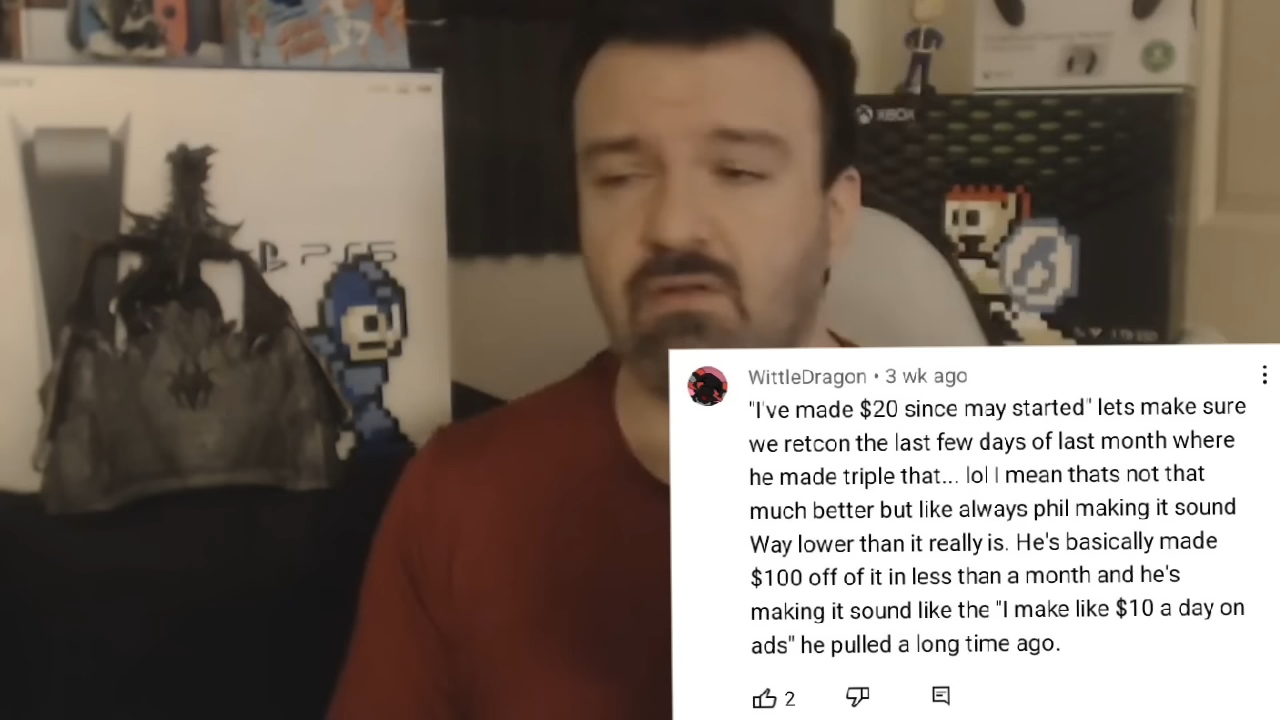 PS5
XBOX
1TB SSD
WittleDragon • 3 wk ago
"I've made $20 since may started" lets make sure
we retcon the last few days of last month where
he made triple that... lol I mean thats not that
much better but like always phil making it sound
Way lower than it really is. He's basically made
$100 off of it in less than a month and he's
making it sound like the "I make like $10 a day on
ads" he pulled a long time ago.
2